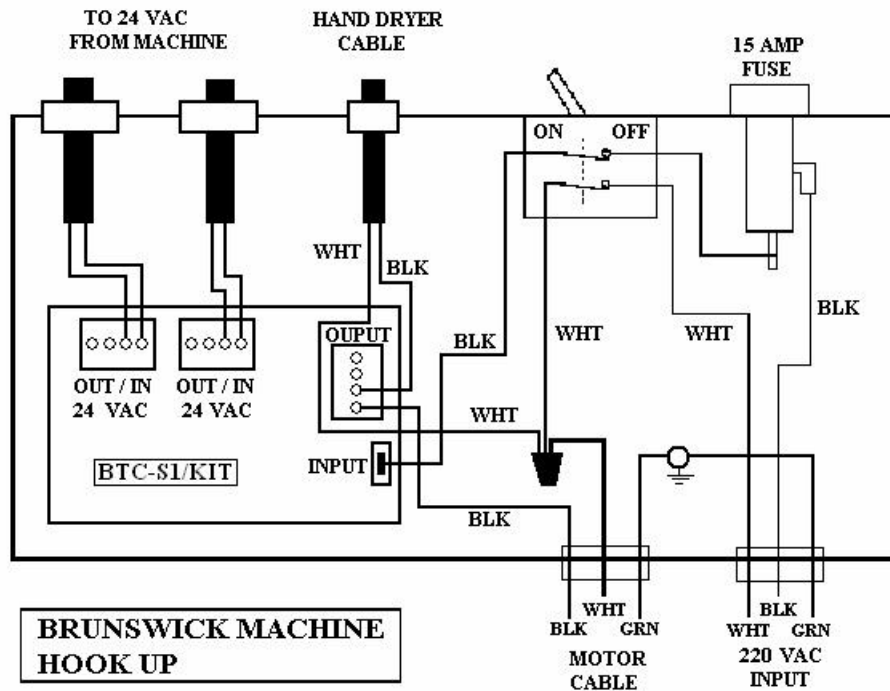 TO 24 VAC
FROM MACHINE
HAND DRYER
CABLE
15 AMP
FUSE
ON
OFF
WHT
BLK
OUPUT
BLK
WHT
WHT
BLK
OUT / IN
24 VAC
OUT / IN
24 VAC
WHT
BTC-S1/KIT
INPUT
BLK
BRUNSWICK MACHINE
HOOK UP
BLK
WHT
GRN
MOTOR
CABLE
WHT
BLK
GRN
220 VAC
INPUT